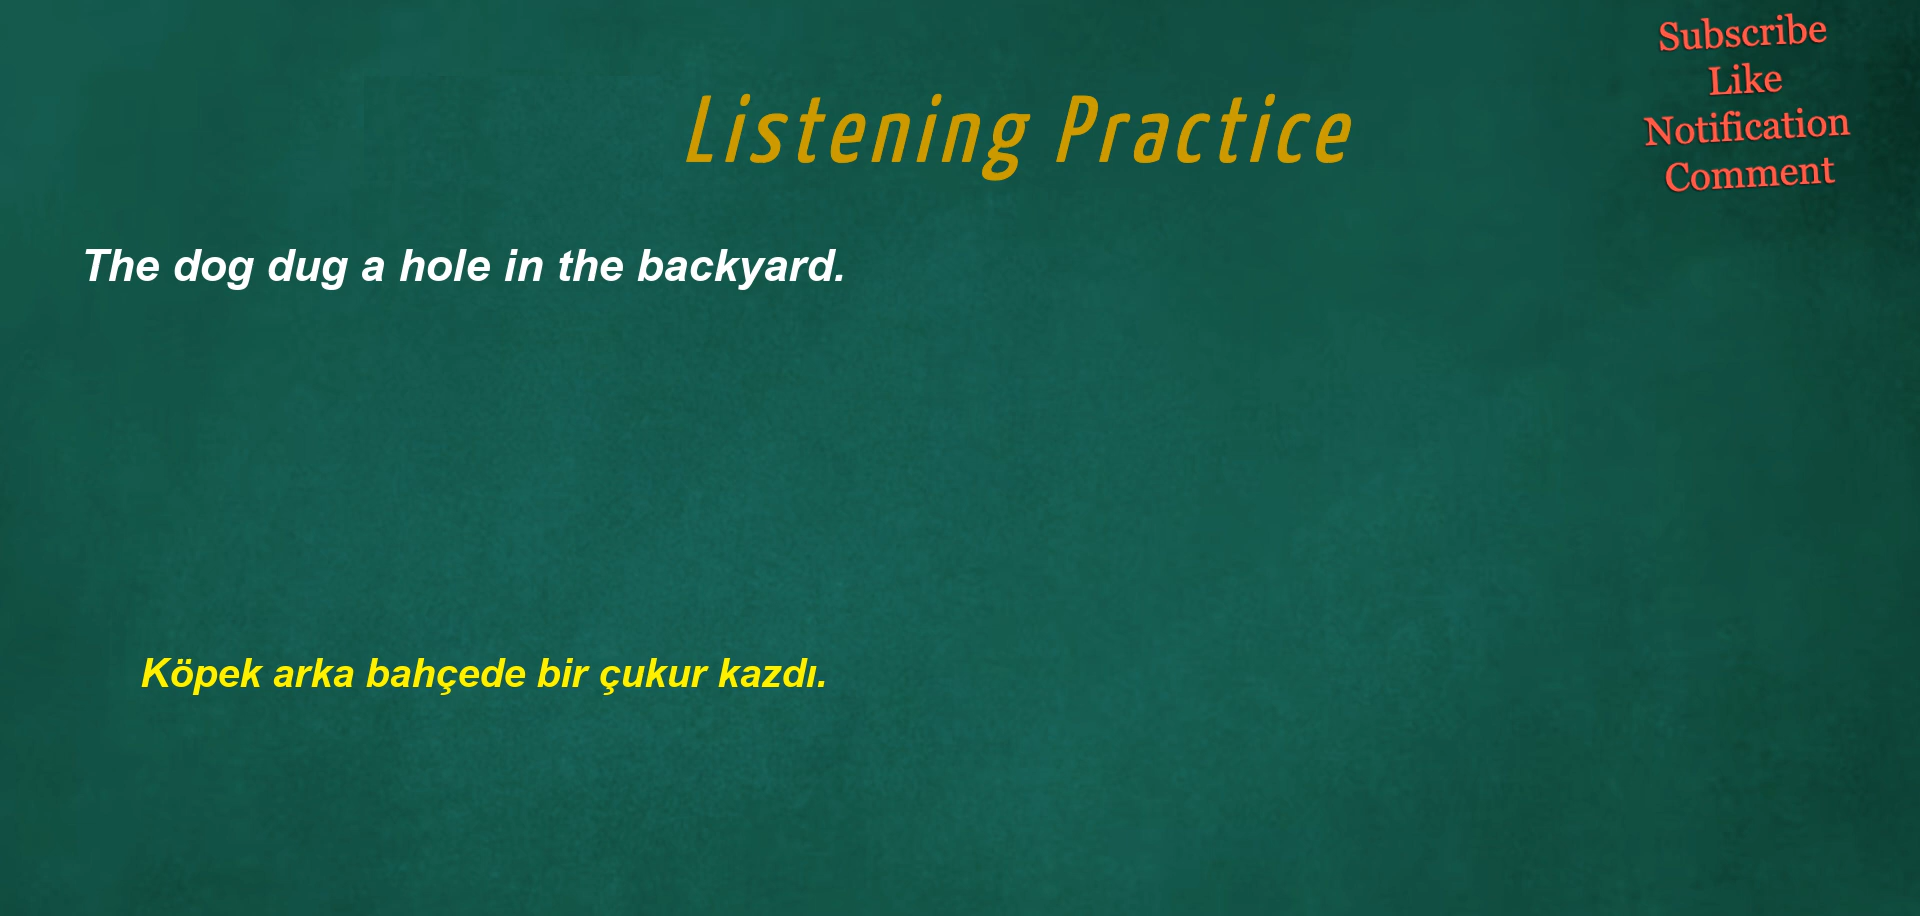 Subscribe
Like
Notification
Comment
Listening Practice
The dog dug a hole in the backyard.
Köpek arka bahçede bir çukur kazdı.